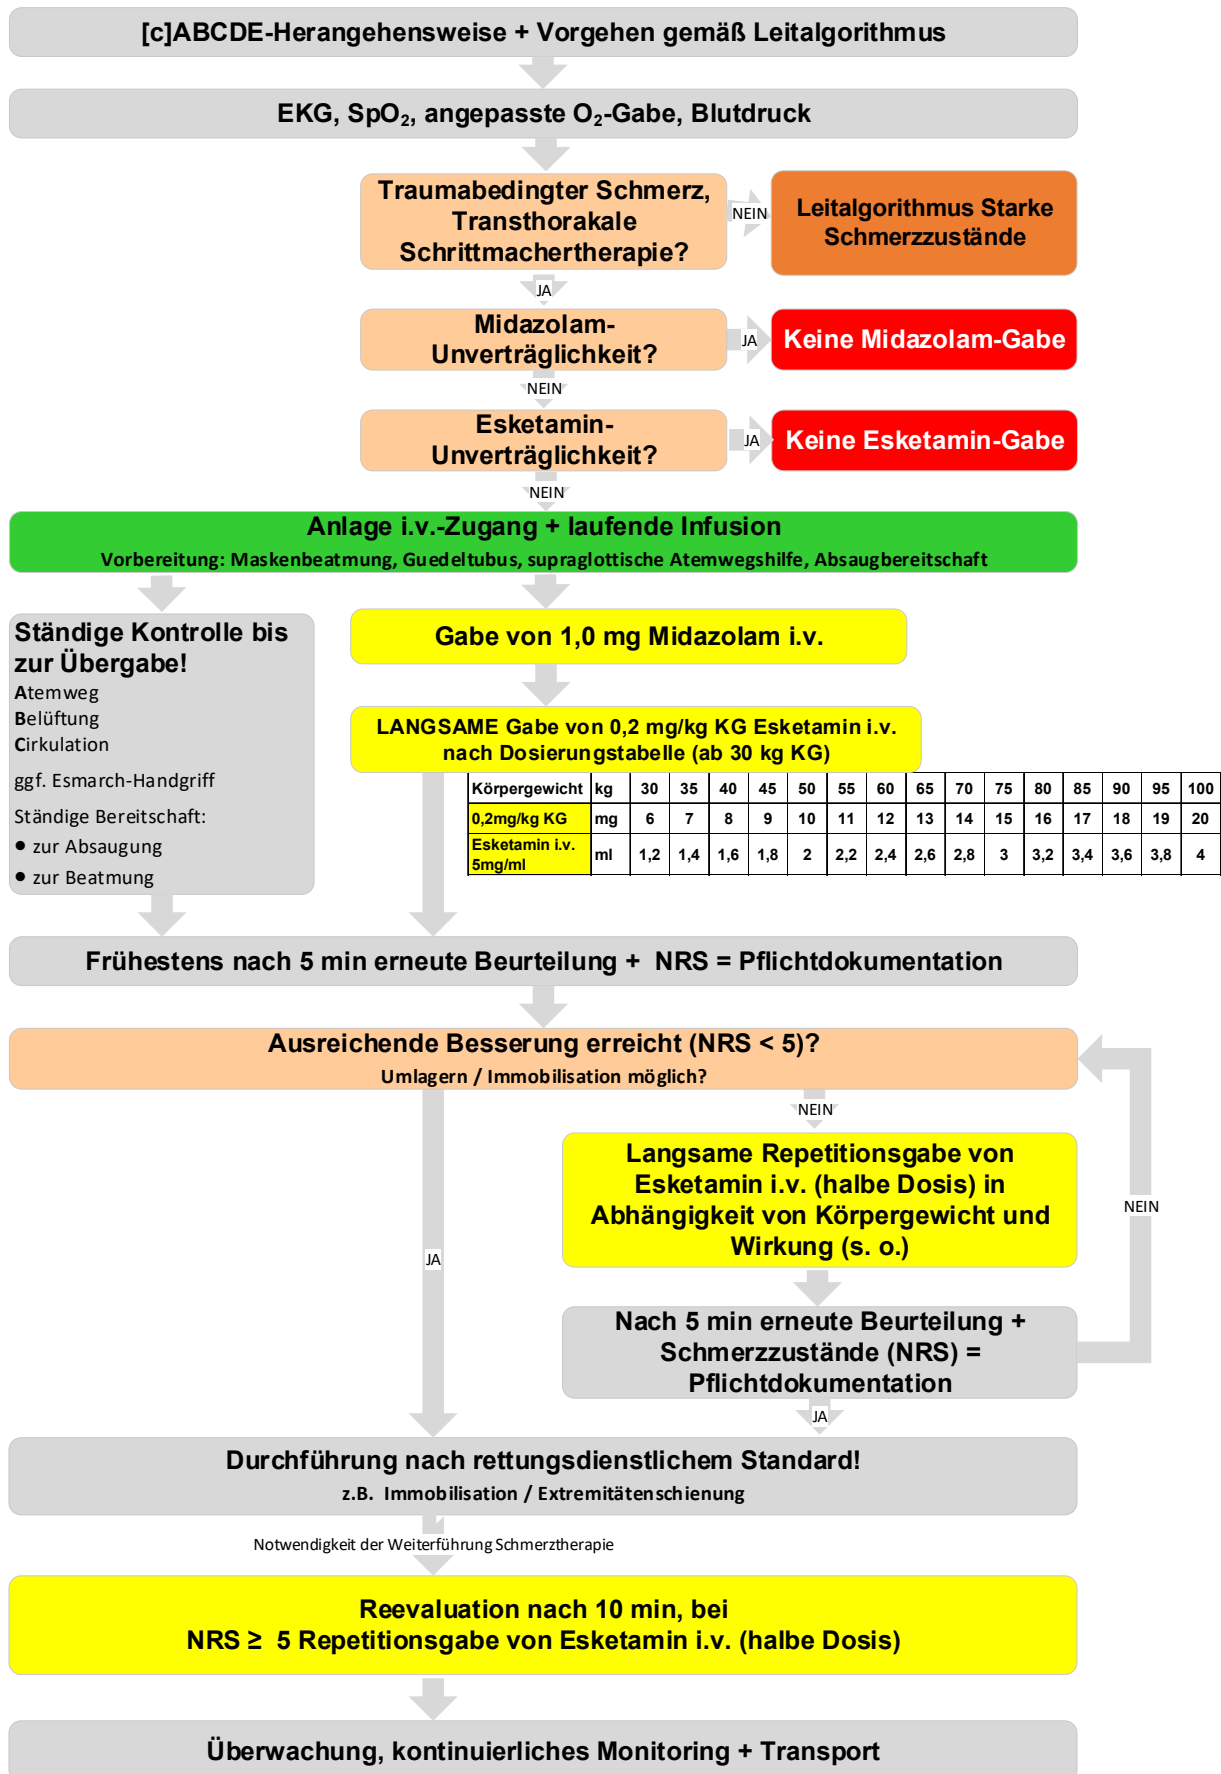 [c]ABCDE-Herangehensweise + Vorgehen gemäß Leitalgorithmus
EKG, SpO₂, angepasste O₂-Gabe, Blutdruck
Traumabedingter Schmerz,
Transthorakale
Schrittmachertherapie?
NEIN
Leitalgorithmus Starke
Schmerzzustände
JA
Midazolam-
Unverträglichkeit?
JA
Keine Midazolam-Gabe
NEIN
Esketamin-
Unverträglichkeit?
JA
Keine Esketamin-Gabe
NEIN
Anlage i.v.-Zugang + laufende Infusion
Vorbereitung: Maskenbeatmung, Guedeltubus, supraglottische Atemwegshilfe, Absaugbereitschaft
Ständige Kontrolle bis
zur Übergabe!
Atemweg
Belüftung
Cirkulation
ggf. Esmarch-Handgriff
Ständige Bereitschaft:
• zur Absaugung
• zur Beatmung
Gabe von 1,0 mg Midazolam i.v.
LANGSAME Gabe von 0,2 mg/kg KG Esketamin i.v.
nach Dosierungstabelle (ab 30 kg KG)
Körpergewicht kg 30 35 40 45 50 55 60 65 70 75 80 85 90 95 100
0,2mg/kg KG mg 6 7 8 9 10 11 12 13 14 15 16 17 18 19 20
Esketamin i.v.
5mg/ml ml 1,2 1,4 1,6 1,8 2 2,2 2,4 2,6 2,8 3 3,2 3,4 3,6 3,8 4
Frühestens nach 5 min erneute Beurteilung + NRS = Pflichtdokumentation
Ausreichende Besserung erreicht (NRS < 5)?
Umlagern / Immobilisation möglich?
NEIN
Langsame Repetitionsgabe von
Esketamin i.v. (halbe Dosis) in
Abhängigkeit von Körpergewicht und
Wirkung (s. o.)
NEIN
JA
Nach 5 min erneute Beurteilung +
Schmerzzustände (NRS) =
Pflichtdokumentation
JA
Durchführung nach rettungsdienstlichem Standard!
z.B. Immobilisation / Extremitätenschienung
Notwendigkeit der Weiterführung Schmerztherapie
Reevaluation nach 10 min, bei
NRS ≥ 5 Repetitionsgabe von Esketamin i.v. (halbe Dosis)
Überwachung, kontinuierliches Monitoring + Transport